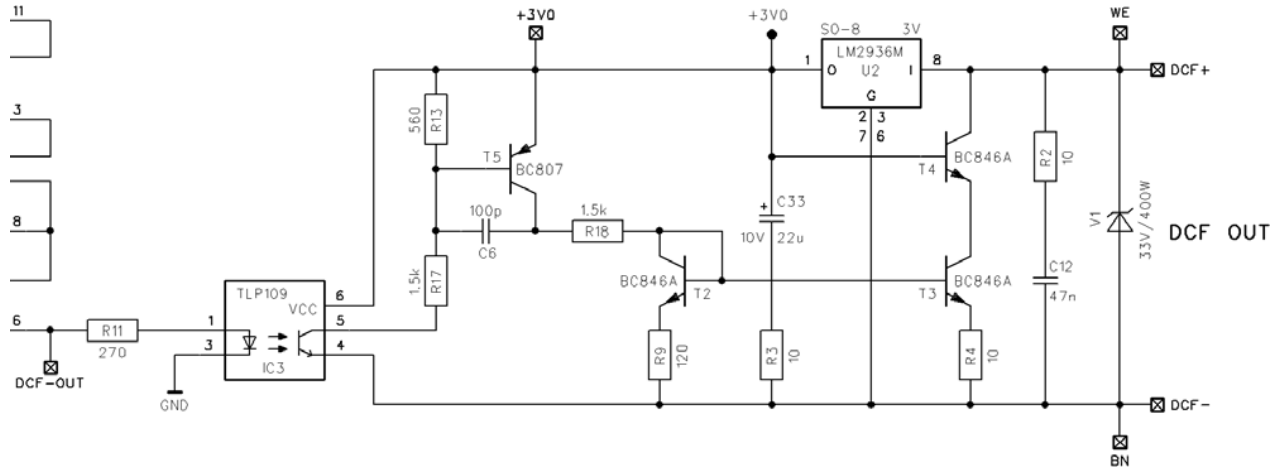 11
3
8
6
R11
270
DCF-OUT
GND
1
3
TLP109
VCC
IC3
6
5
4
+3V0
560
R13
T5
BC807
100p
C6
1.5k
R18
1.5k
R17
BC846A
T2
R9
120
+3V0
+
C33
10V
22u
R3
10
SO-8
3V
LM2936M
U2
O
I
G
1
8
2
3
7
6
T4
BC846A
BC846A
T3
R4
10
R2
10
C12
47n
WE
DCF+
V1
33V/400W
DCF OUT
DCF-
BN